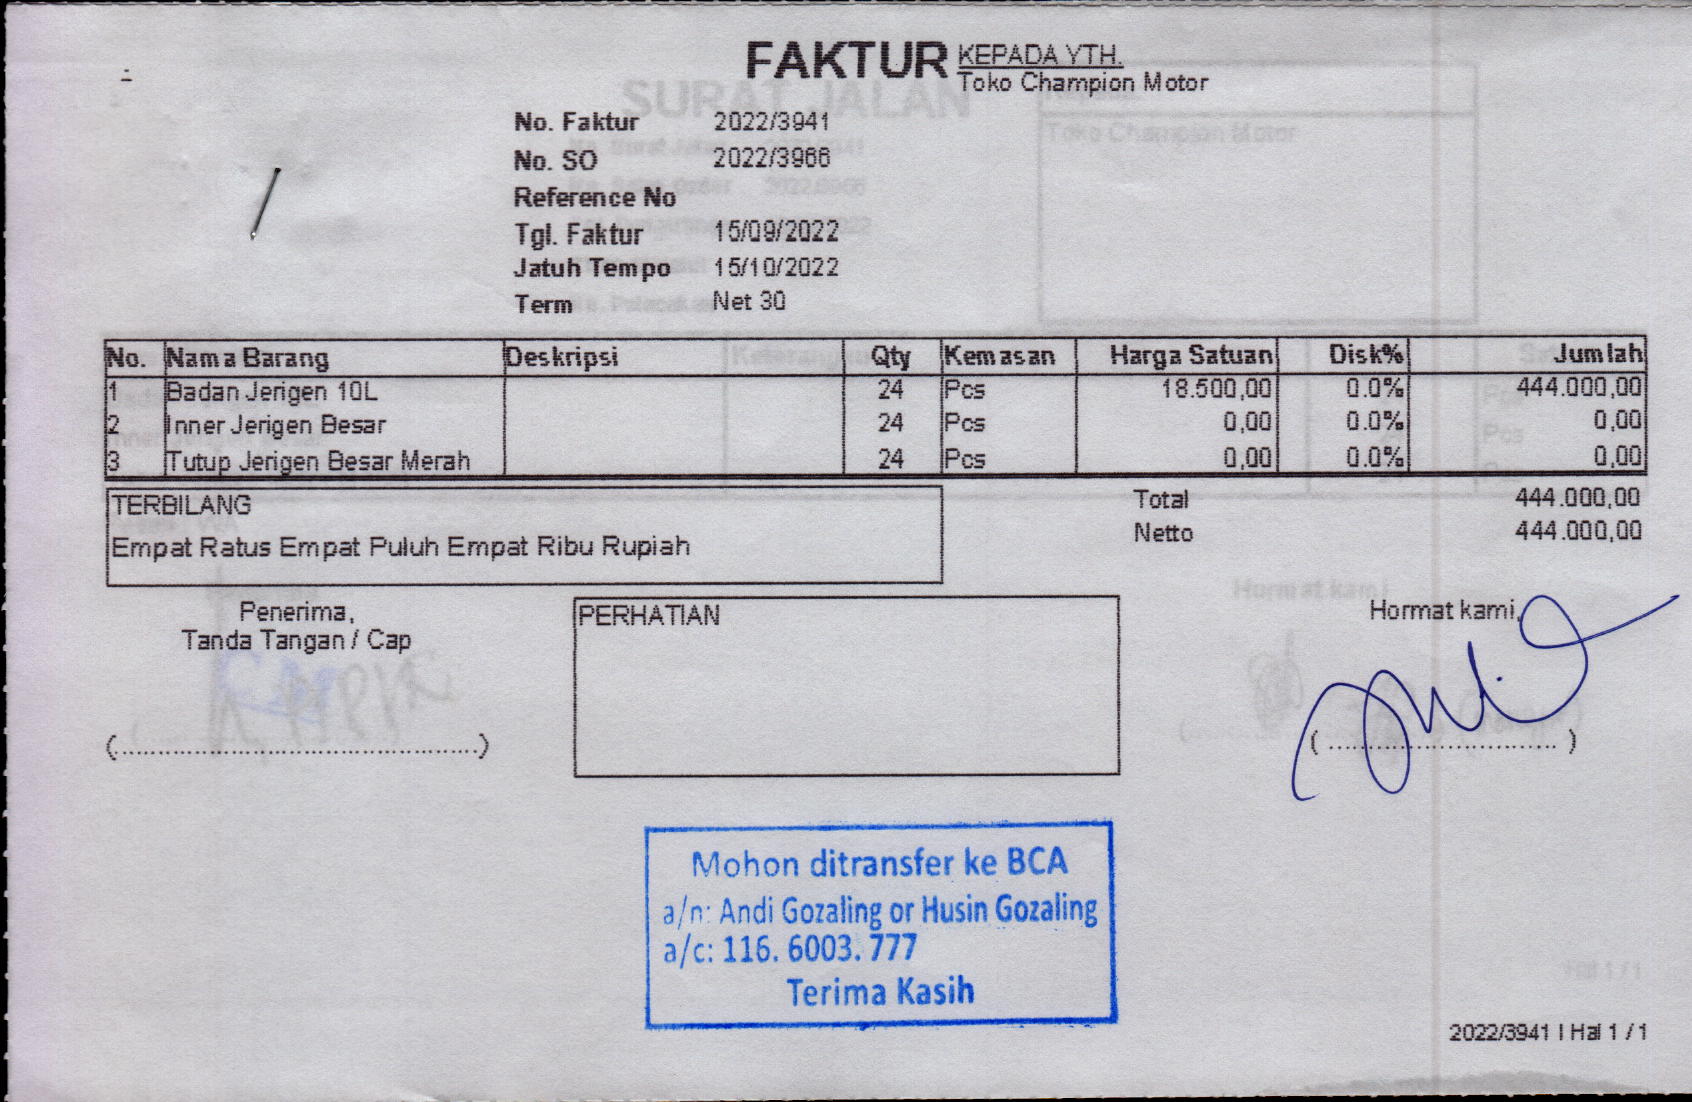 FAKTUR
KEPADA YTH.
Toko Champion Motor
No. Faktur 2022/3941
No. SO 2022/3966
Reference No
Tgl. Faktur 15/09/2022
Jatuh Tempo 15/10/2022
Term Net 30
No. Nama Barang Deskripsi Qty Kemasan Harga Satuan Disk% Jumlah
1 Badan Jerigen 10L 24 Pcs 18.500,00 0.0% 444.000,00
2 Inner Jerigen Besar 24 Pcs 0,00 0.0% 0,00
3 Tutup Jerigen Besar Merah 24 Pcs 0,00 0.0% 0,00
TERBILANG
Empat Ratus Empat Puluh Empat Ribu Rupiah
Total 444.000,00
Netto 444.000,00
Penerima,
Tanda Tangan / Cap
(..........................................)
PERHATIAN
Hormat kami,
( ............................ )
Mohon ditransfer ke BCA
a/n: Andi Gozaling or Husin Gozaling
a/c: 116. 6003. 777
Terima Kasih
2022/3941 | Hal 1 / 1